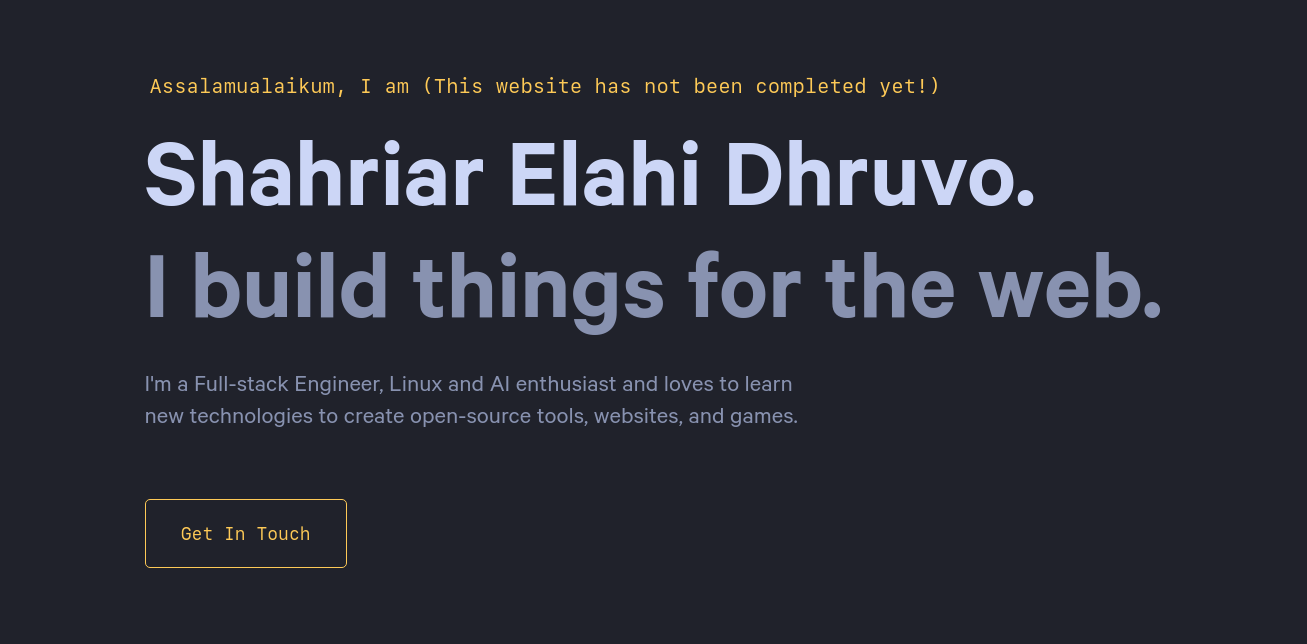 Assalamualaikum, I am (This website has not been completed yet!)
Shahriar Elahi Dhruvo.
I build things for the web.
I'm a Full-stack Engineer, Linux and AI enthusiast and loves to learn
new technologies to create open-source tools, websites, and games.
Get In Touch